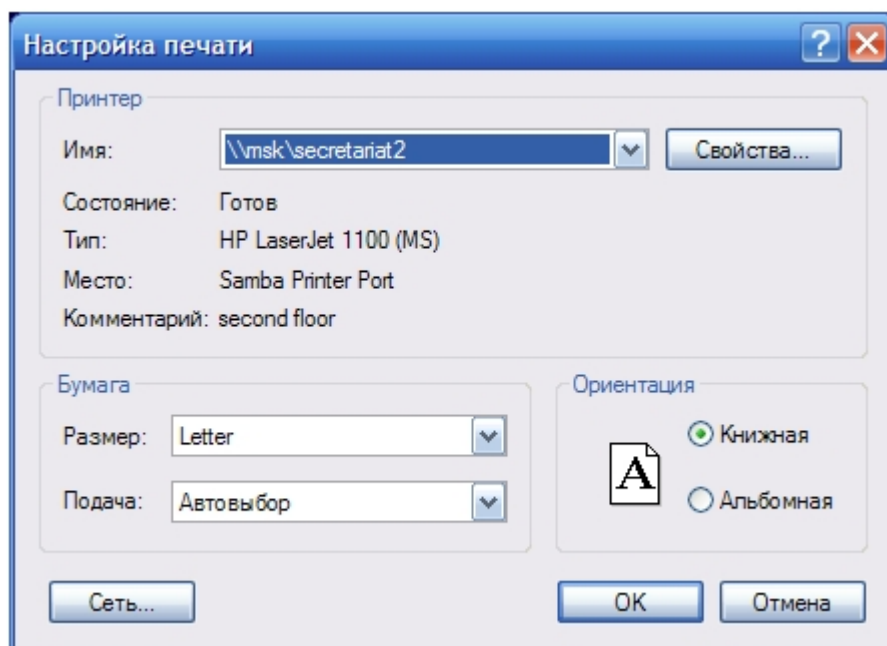 Настройка печати
Принтер
Имя: \\msk\secretariat2 Свойства...
Состояние: Готов
Тип: HP LaserJet 1100 (MS)
Место: Samba Printer Port
Комментарий: second floor
Бумага
Размер: Letter
Подача: Автовыбор
Ориентация
A
Книжная
Альбомная
Сеть... OK Отмена